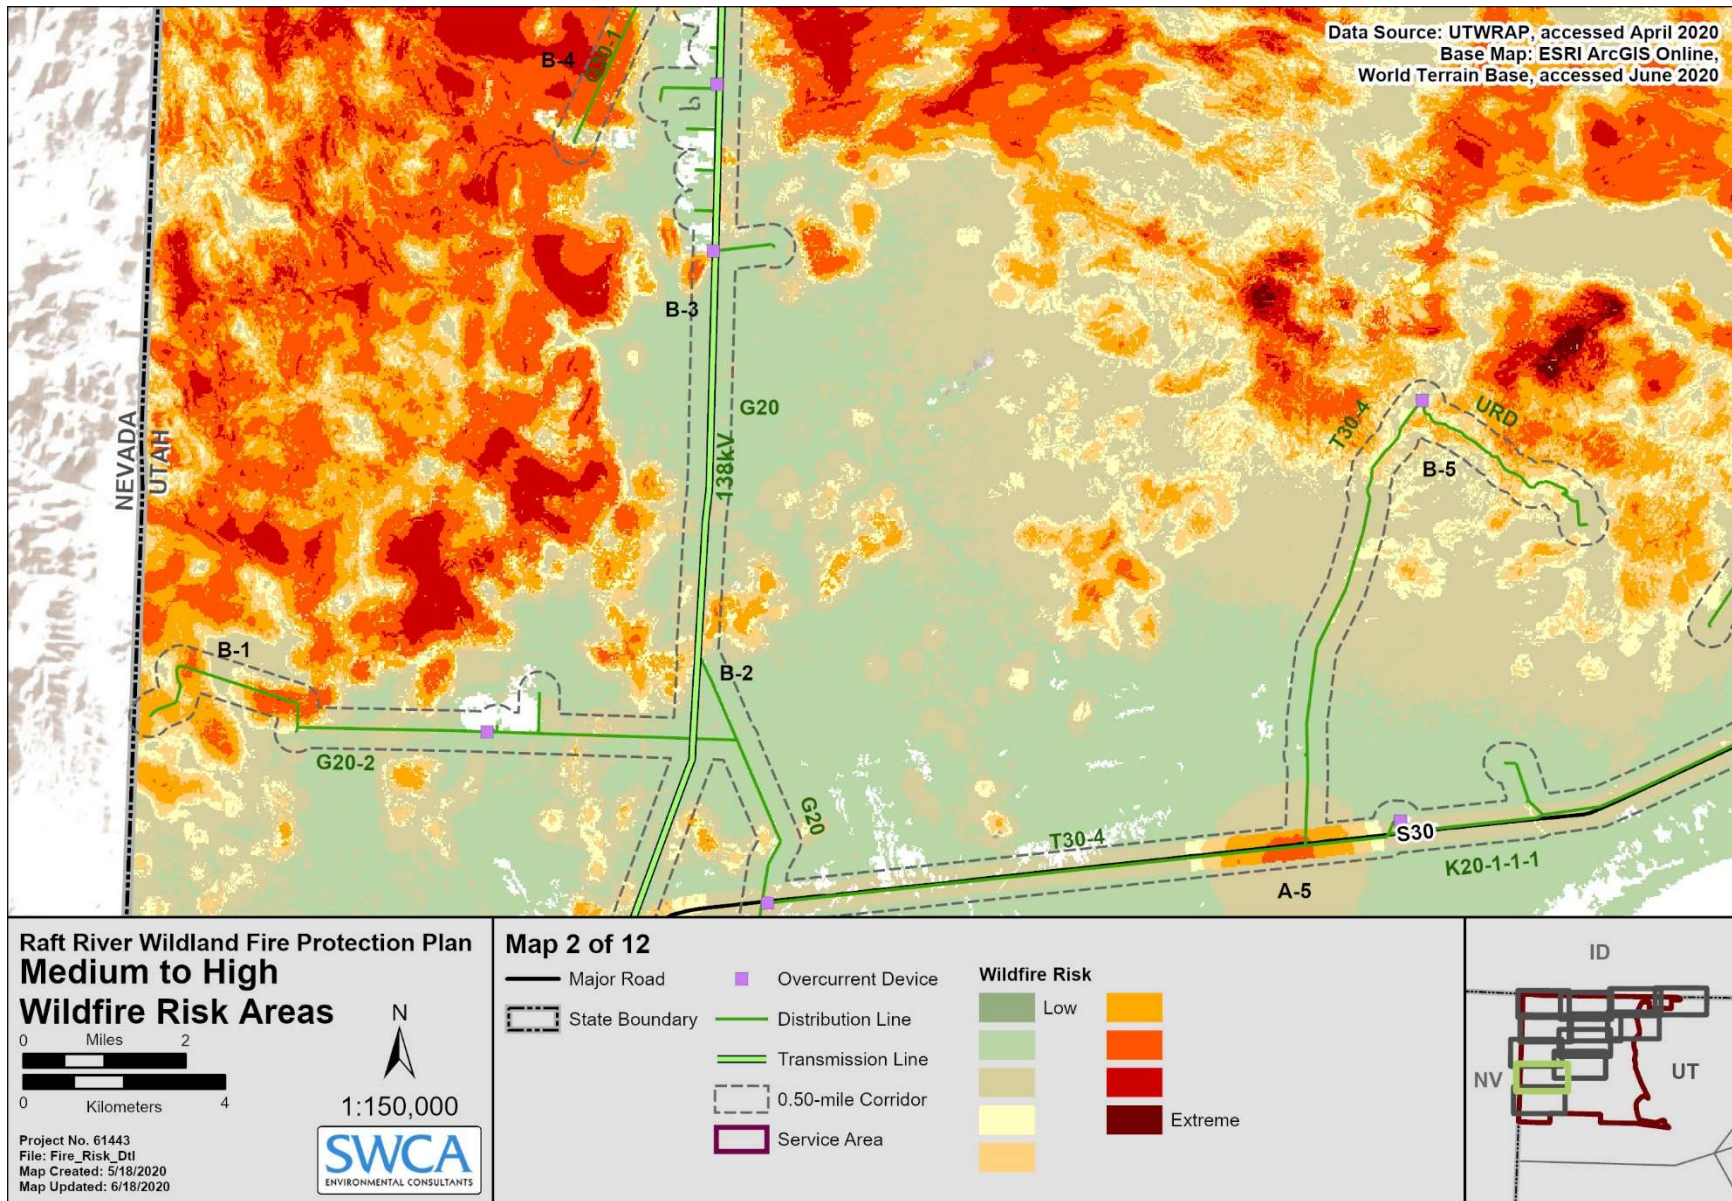 Data Source: UTWRAP, accessed April 2020
Base Map: ESRI ArcGIS Online,
World Terrain Base, accessed June 2020
B-4
G30-1
B-3
G20
138kV
NEVADA
UTAH
T30-4
URD
B-5
B-1
B-2
G20-2
G20
T30-4
S30
K20-1-1-1
A-5
Raft River Wildland Fire Protection Plan
Medium to High
Wildfire Risk Areas
0 Miles 2
0 Kilometers 4
N
1:150,000
Project No. 61443
File: Fire_Risk_Dtl
Map Created: 5/18/2020
Map Updated: 6/18/2020
SWCA
ENVIRONMENTAL CONSULTANTS
Map 2 of 12
Major Road
State Boundary
Overcurrent Device
Distribution Line
Transmission Line
0.50-mile Corridor
Service Area
Wildfire Risk
Low
Extreme
ID
NV
UT